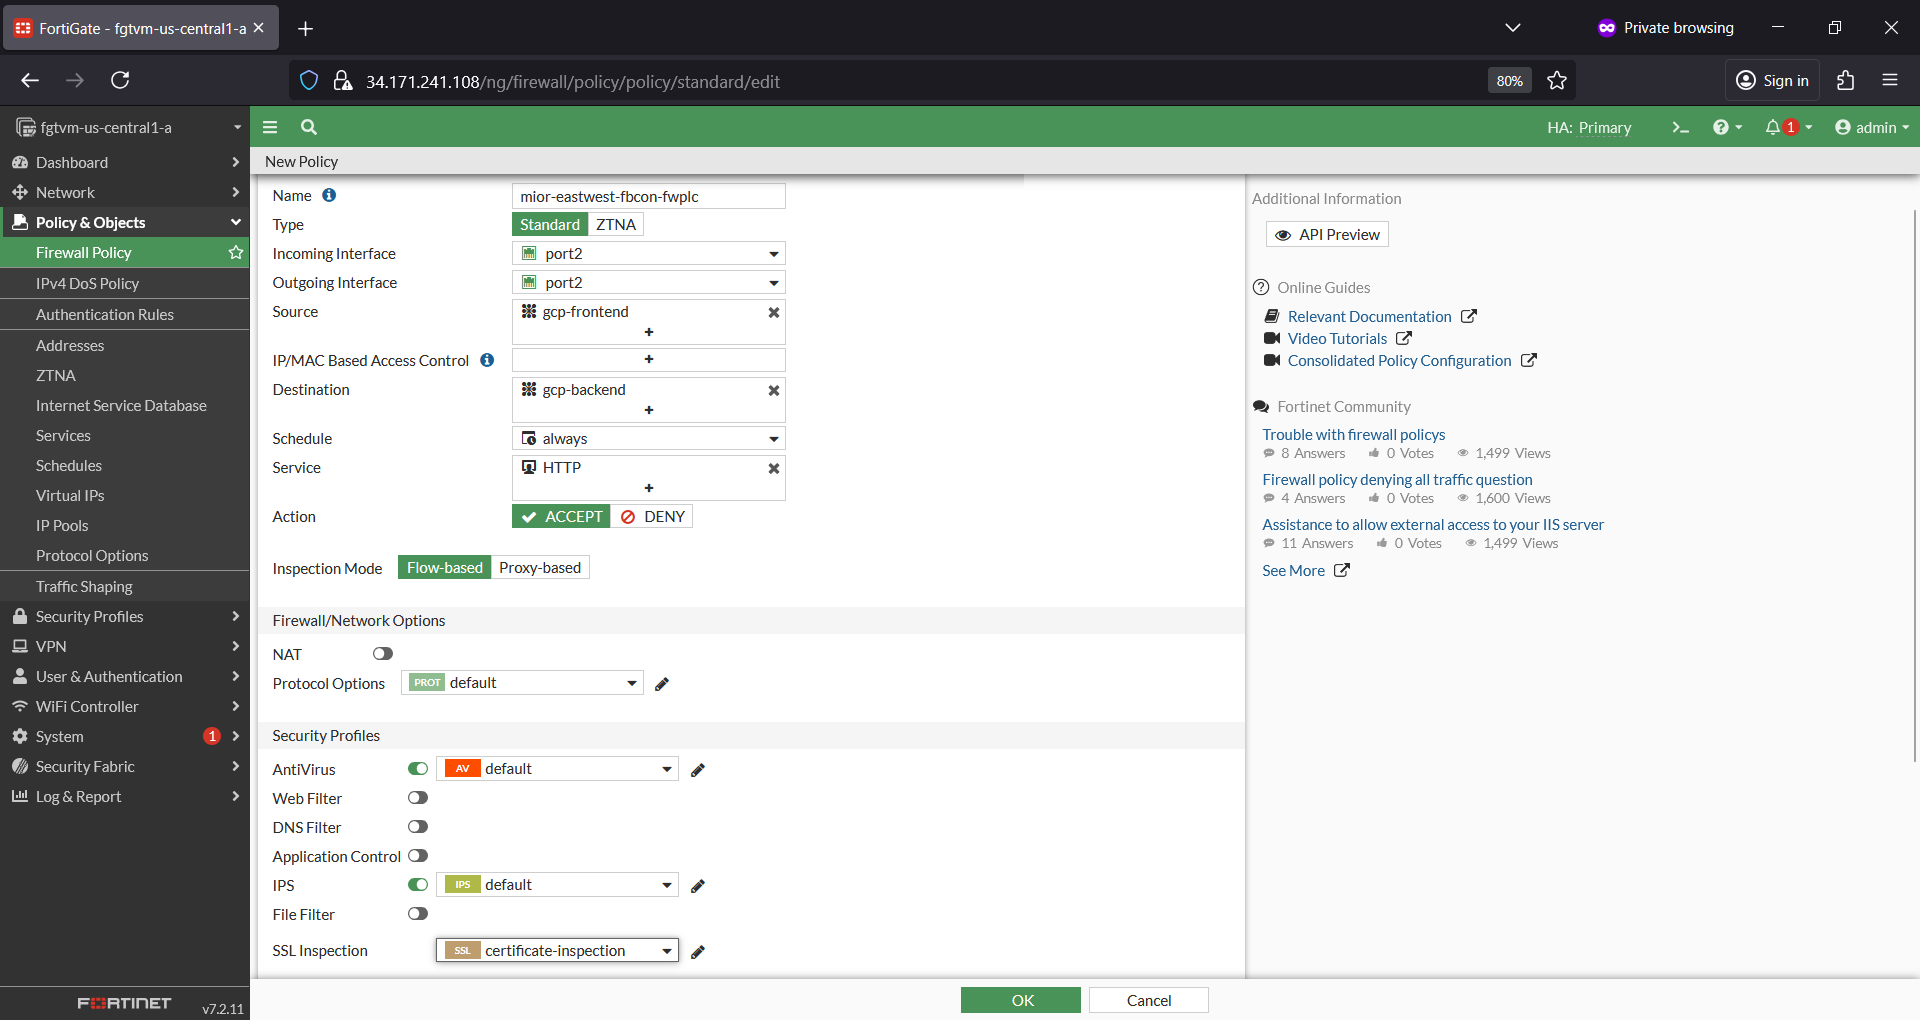 FortiGate - fgtvm-us-central1-a
Private browsing
34.171.241.108/ng/firewall/policy/policy/standard/edit
80%
Sign in
fgtvm-us-central1-a
HA: Primary
1
admin
Dashboard
Network
Policy & Objects
Firewall Policy
IPv4 DoS Policy
Authentication Rules
Addresses
ZTNA
Internet Service Database
Services
Schedules
Virtual IPs
IP Pools
Protocol Options
Traffic Shaping
Security Profiles
VPN
User & Authentication
WiFi Controller
System 1
Security Fabric
Log & Report
FORTINET v7.2.11
New Policy
Name mior-eastwest-fbcon-fwplc
Type Standard ZTNA
Incoming Interface port2
Outgoing Interface port2
Source gcp-frontend
IP/MAC Based Access Control
Destination gcp-backend
Schedule always
Service HTTP
Action ACCEPT DENY
Inspection Mode Flow-based Proxy-based
Firewall/Network Options
NAT
Protocol Options PROT default
Security Profiles
AntiVirus AV default
Web Filter
DNS Filter
Application Control
IPS IPS default
File Filter
SSL Inspection SSL certificate-inspection
OK Cancel
Additional Information
API Preview
Online Guides
Relevant Documentation
Video Tutorials
Consolidated Policy Configuration
Fortinet Community
Trouble with firewall policys
8 Answers 0 Votes 1,499 Views
Firewall policy denying all traffic question
4 Answers 0 Votes 1,600 Views
Assistance to allow external access to your IIS server
11 Answers 0 Votes 1,499 Views
See More